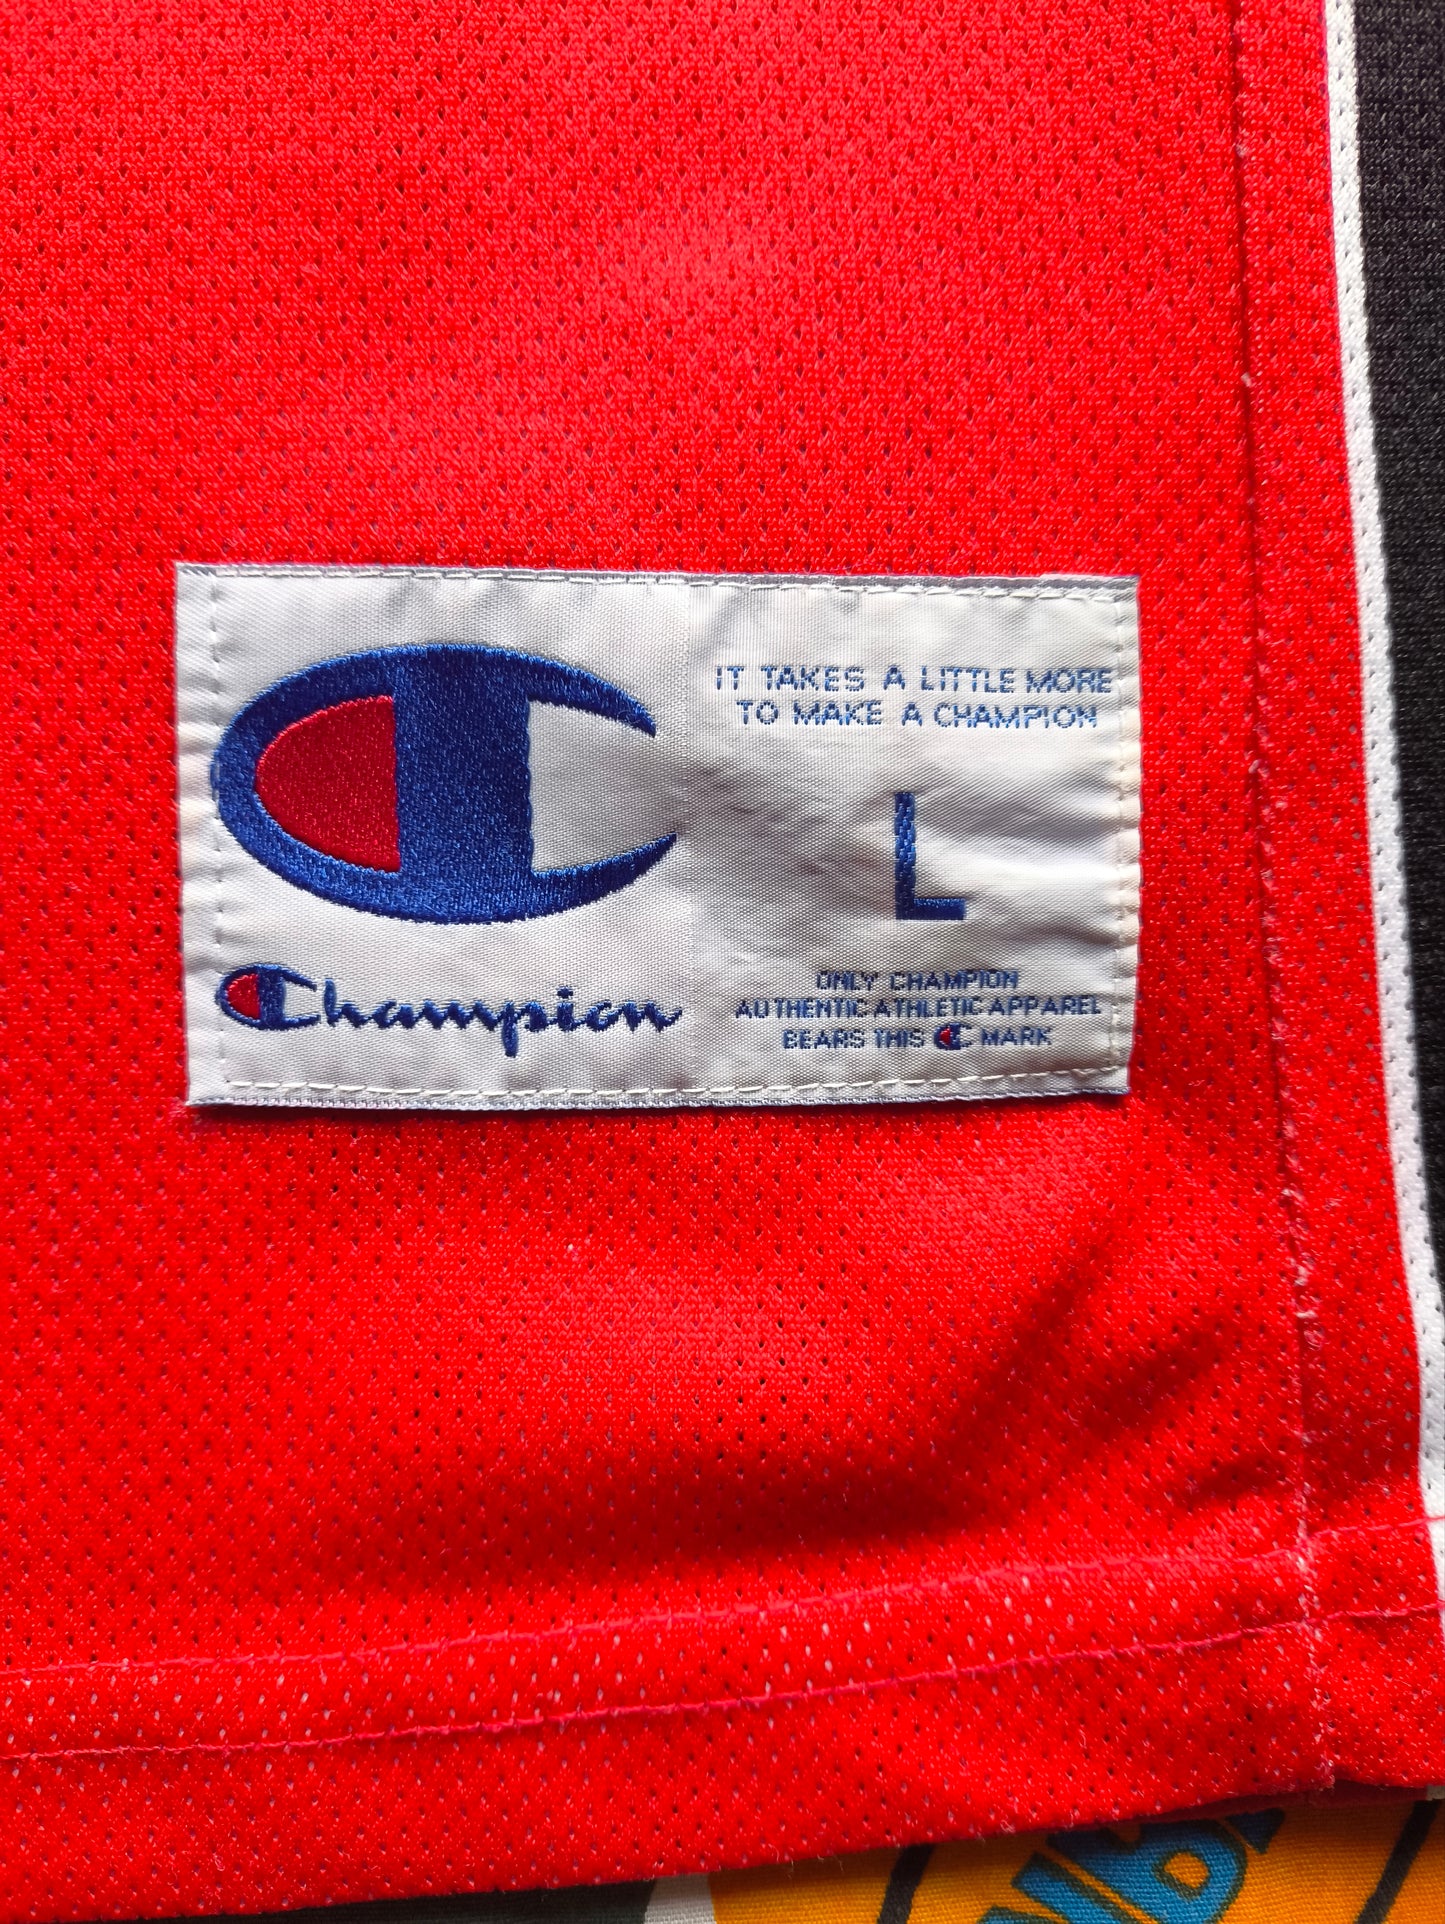 IT TAKES A LITTLE MORE
TO MAKE A CHAMPION
L
Champion
ONLY CHAMPION
AUTHENTIC ATHLETIC APPAREL
BEARS THIS C MARK